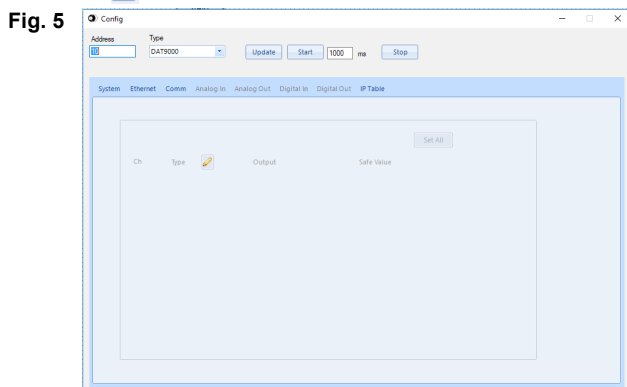 Fig. 5
Config
Address Type
10 DAT9000 Update Start 1000 ms Stop
System Ethernet Comm Analog In Analog Out Digital In Digital Out IP Table
Set All
Ch Type Output Safe Value